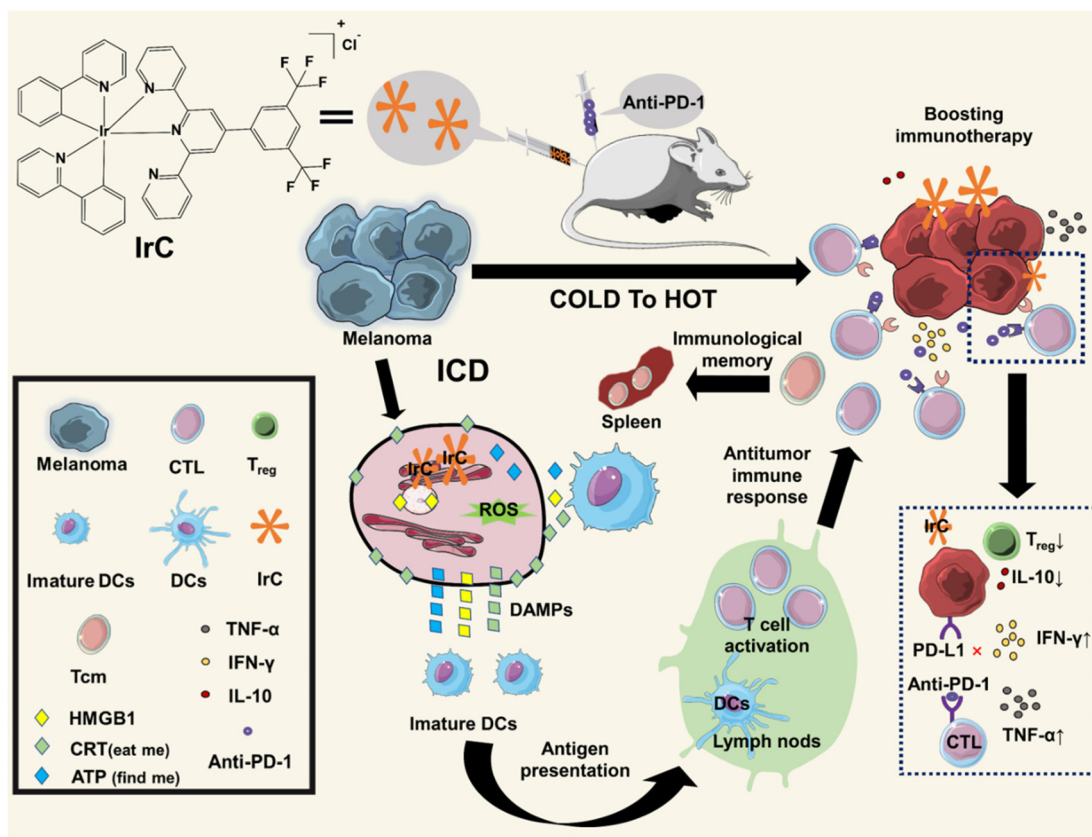 +
Cl-
N
N
N
Ir
N
N
F
F
F
F
F
F
IrC
=
Anti-PD-1
Boosting
immunotherapy
Melanoma
COLD To HOT
ICD
Immunological
memory
Spleen
IrC
IrC
ROS
DAMPs
Imature DCs
Antigen
presentation
Antitumor
immune
response
T cell
activation
DCs
Lymph nods
Melanoma
CTL
Treg
Imature DCs
DCs
IrC
Tcm
TNF-α
IFN-γ
IL-10
HMGB1
CRT(eat me)
ATP (find me)
Anti-PD-1
IrC
Treg↓
IL-10↓
PD-L1 ×
IFN-γ↑
Anti-PD-1
TNF-α↑
CTL